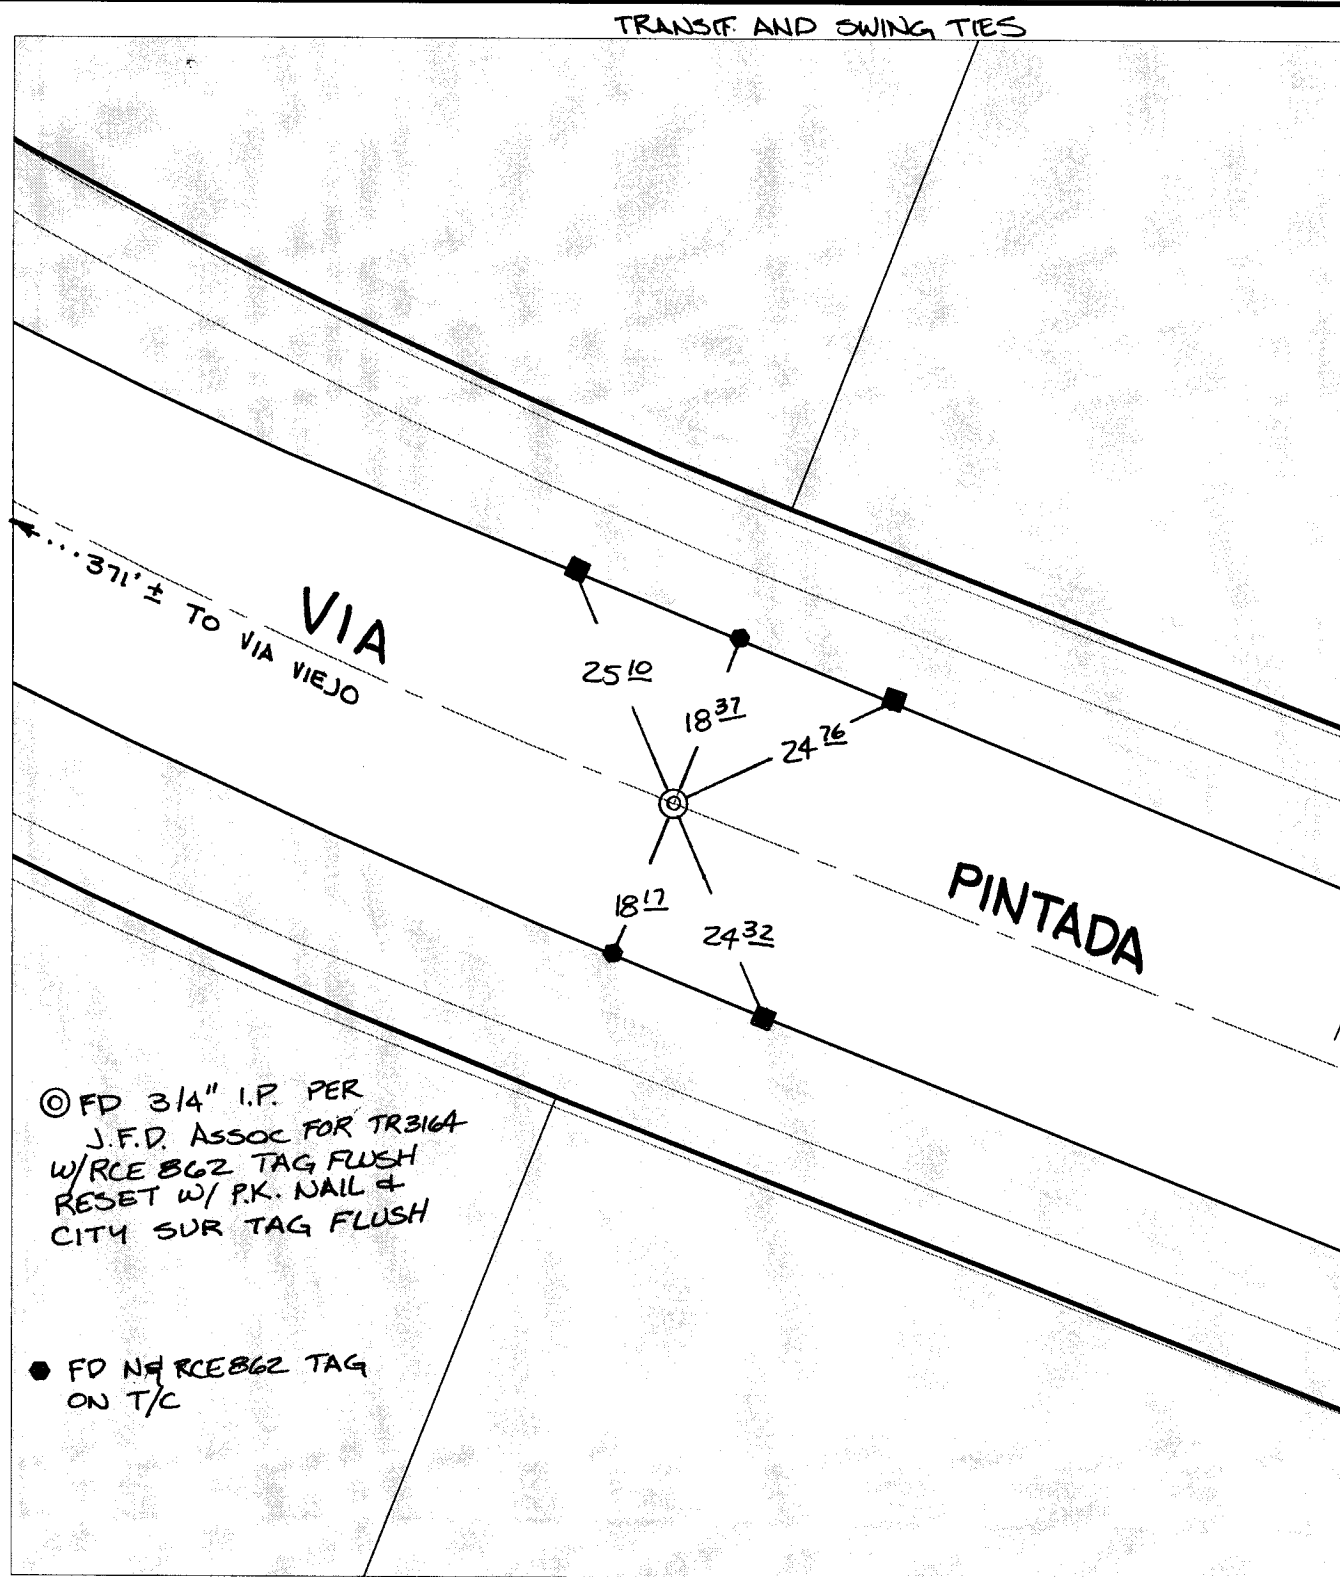 TRANSIT AND SWING TIES
...371'± TO VIA VIEJO
VIA
25 10
18 37
24 76
18 17
24 32
PINTADA
FD 3/4" I.P. PER
J.F.D. ASSOC FOR TR3164
W/RCE 862 TAG FLUSH
RESET W/ P.K. NAIL &
CITY SUR TAG FLUSH
FD N& RCE862 TAG
ON T/C